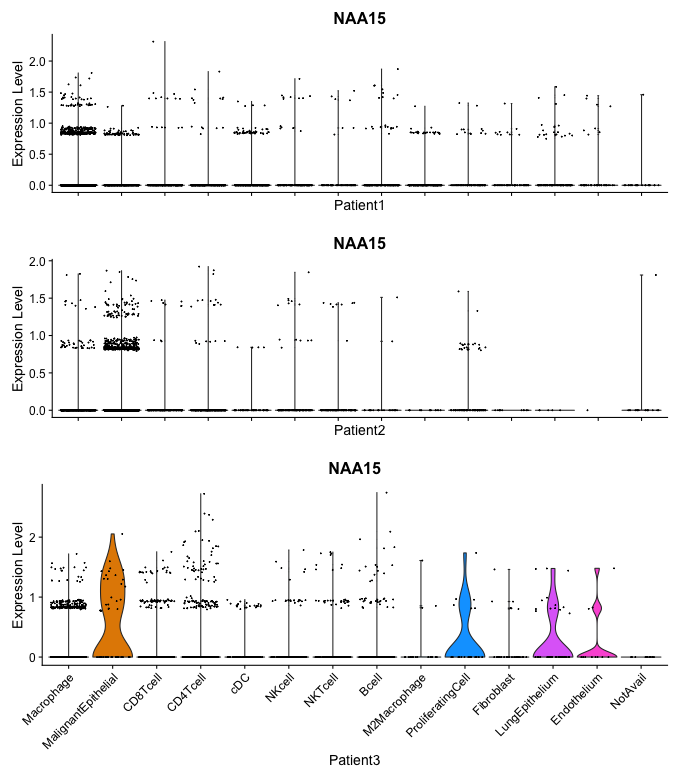 NAA15
Expression Level
2.0
1.5
1.0
0.5
0.0
Patient1
NAA15
Expression Level
2.0
1.5
1.0
0.5
0.0
Patient2
NAA15
Expression Level
2
1
0
Macrophage
MalignantEpithelial
CD8Tcell
CD4Tcell
cDC
NKcell
NKTcell
Bcell
M2Macrophage
ProliferatingCell
Fibroblast
LungEpithelium
Endothelium
NotAvail
Patient3